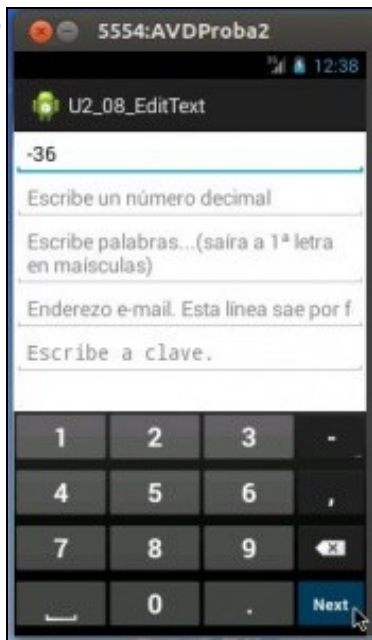 5554:AVDProba2
12:38
U2_08_EditText
-36
Escribe un número decimal
Escribe palabras...(saíra a 1ª letra
en maísculas)
Enderezo e-mail. Esta línea sae por f
Escribe a clave.
1 2 3 -
4 5 6 ,
7 8 9
0 . Next